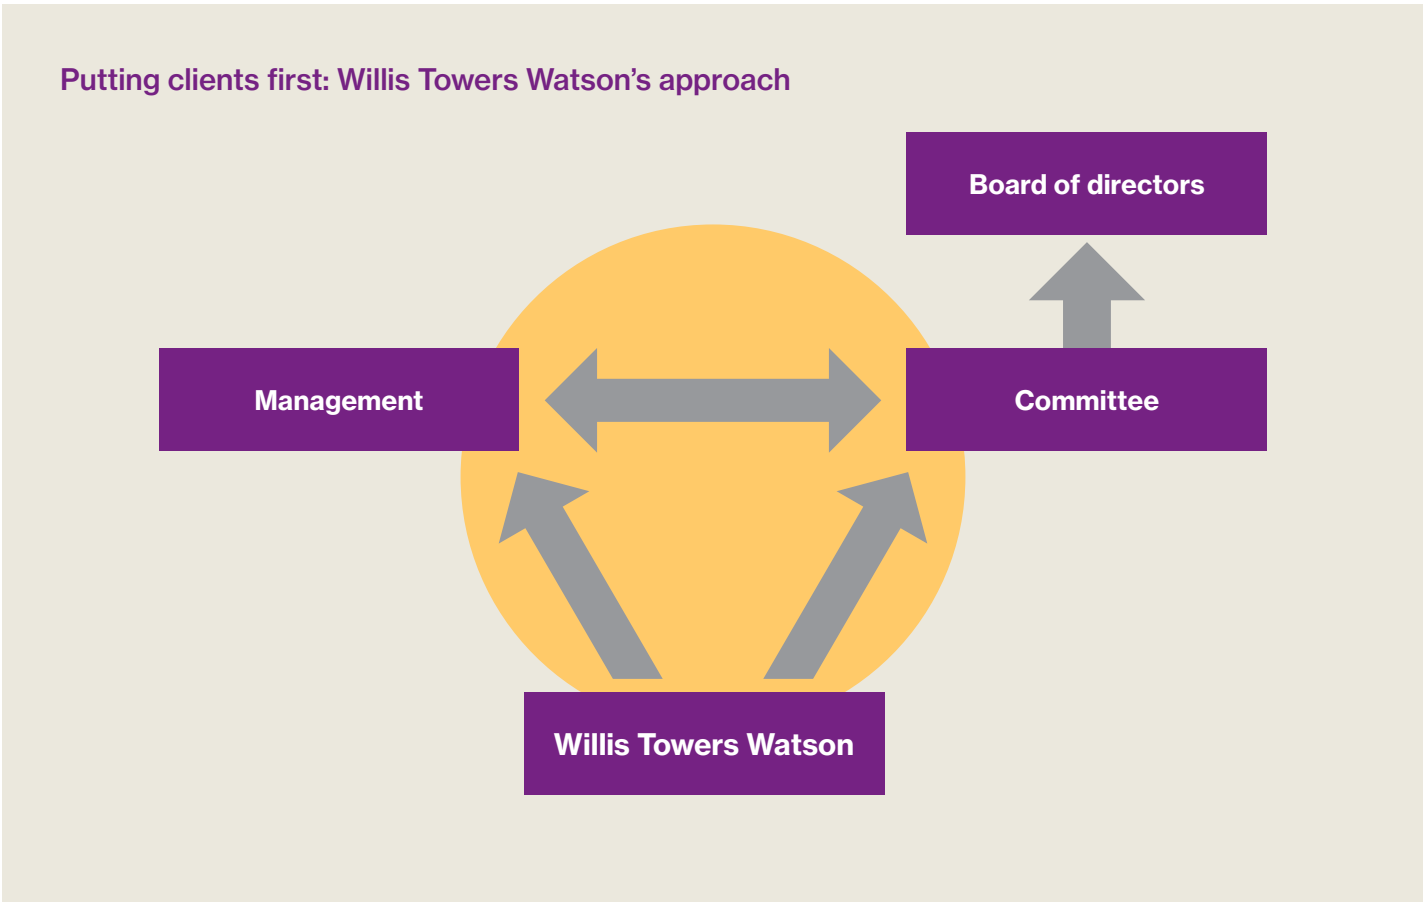 Putting clients first: Willis Towers Watson’s approach
Board of directors
Management
Committee
Willis Towers Watson